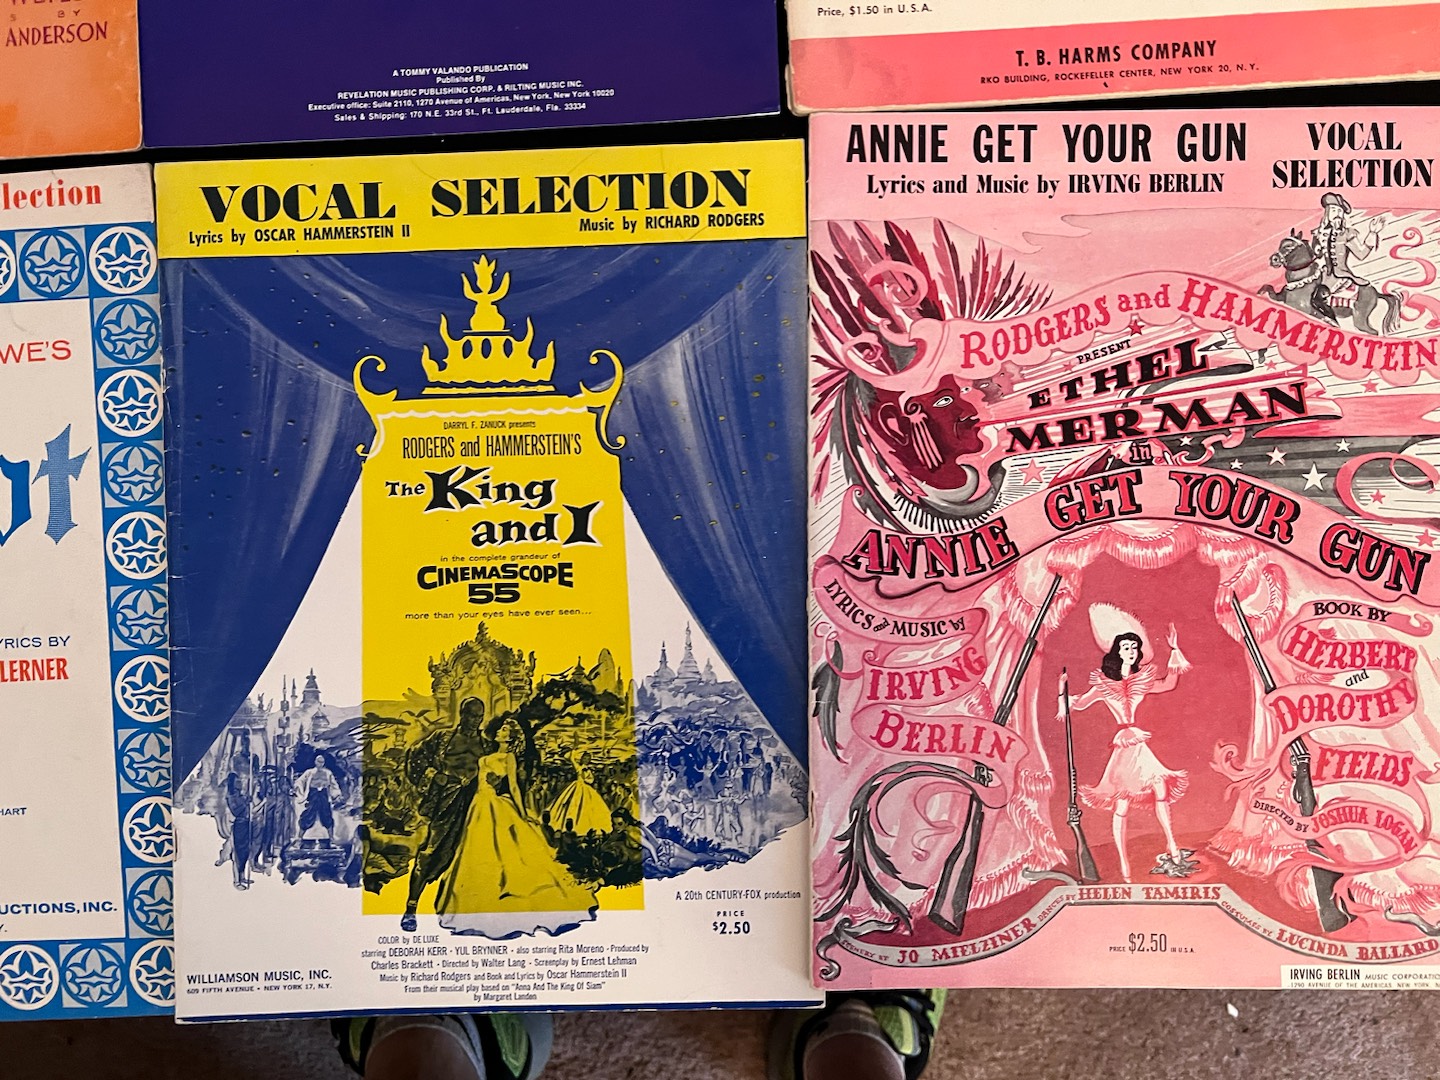 BY
ANDERSON
A TOMMY VALANDO PUBLICATION
Published By
REVELATION MUSIC PUBLISHING CORP. & RILTING MUSIC INC.
Executive office: Suite 2110, 1270 Avenue of Americas, New York, New York 10020
Sales & Shipping: 170 N.E. 33rd St., Ft. Lauderdale, Fla. 33334
Price, $1.50 in U.S.A.
T. B. HARMS COMPANY
RKO BUILDING, ROCKEFELLER CENTER, NEW YORK 20, N.Y.
lection
WE'S
ot
YRICS BY
LERNER
HART
UCTIONS, INC.
Y.
VOCAL SELECTION
Lyrics by OSCAR HAMMERSTEIN II
Music by RICHARD RODGERS
DARRYL F. ZANUCK presents
RODGERS and HAMMERSTEIN'S
The King
and I
in the complete grandeur of
CINEMASCOPE
55
more than your eyes have ever seen...
A 20th CENTURY-FOX production
PRICE
$2.50
COLOR by DE LUXE
starring DEBORAH KERR • YUL BRYNNER • also starring Rita Moreno • Produced by
Charles Brackett • Directed by Walter Lang • Screenplay by Ernest Lehman
Music by Richard Rodgers and Book and Lyrics by Oscar Hammerstein II
From their musical play based on "Anna And The King Of Siam"
by Margaret Landon
WILLIAMSON MUSIC, INC.
609 FIFTH AVENUE • NEW YORK 17, N.Y.
ANNIE GET YOUR GUN
Lyrics and Music by IRVING BERLIN
VOCAL
SELECTION
RODGERS and HAMMERSTEIN
PRESENT
ETHEL
MERMAN
in
ANNIE GET YOUR GUN
LYRICS and MUSIC by
IRVING
BERLIN
BOOK BY
HERBERT
and
DOROTHY
FIELDS
DIRECTED BY JOSHUA LOGAN
SCENERY BY JO MIELZINER
DANCES BY HELEN TAMIRIS
COSTUMES BY LUCINDA BALLARD
PRICE $2.50 IN U.S.A.
IRVING BERLIN MUSIC CORPORATIO
1290 AVENUE OF THE AMERICAS, NEW YORK, N.